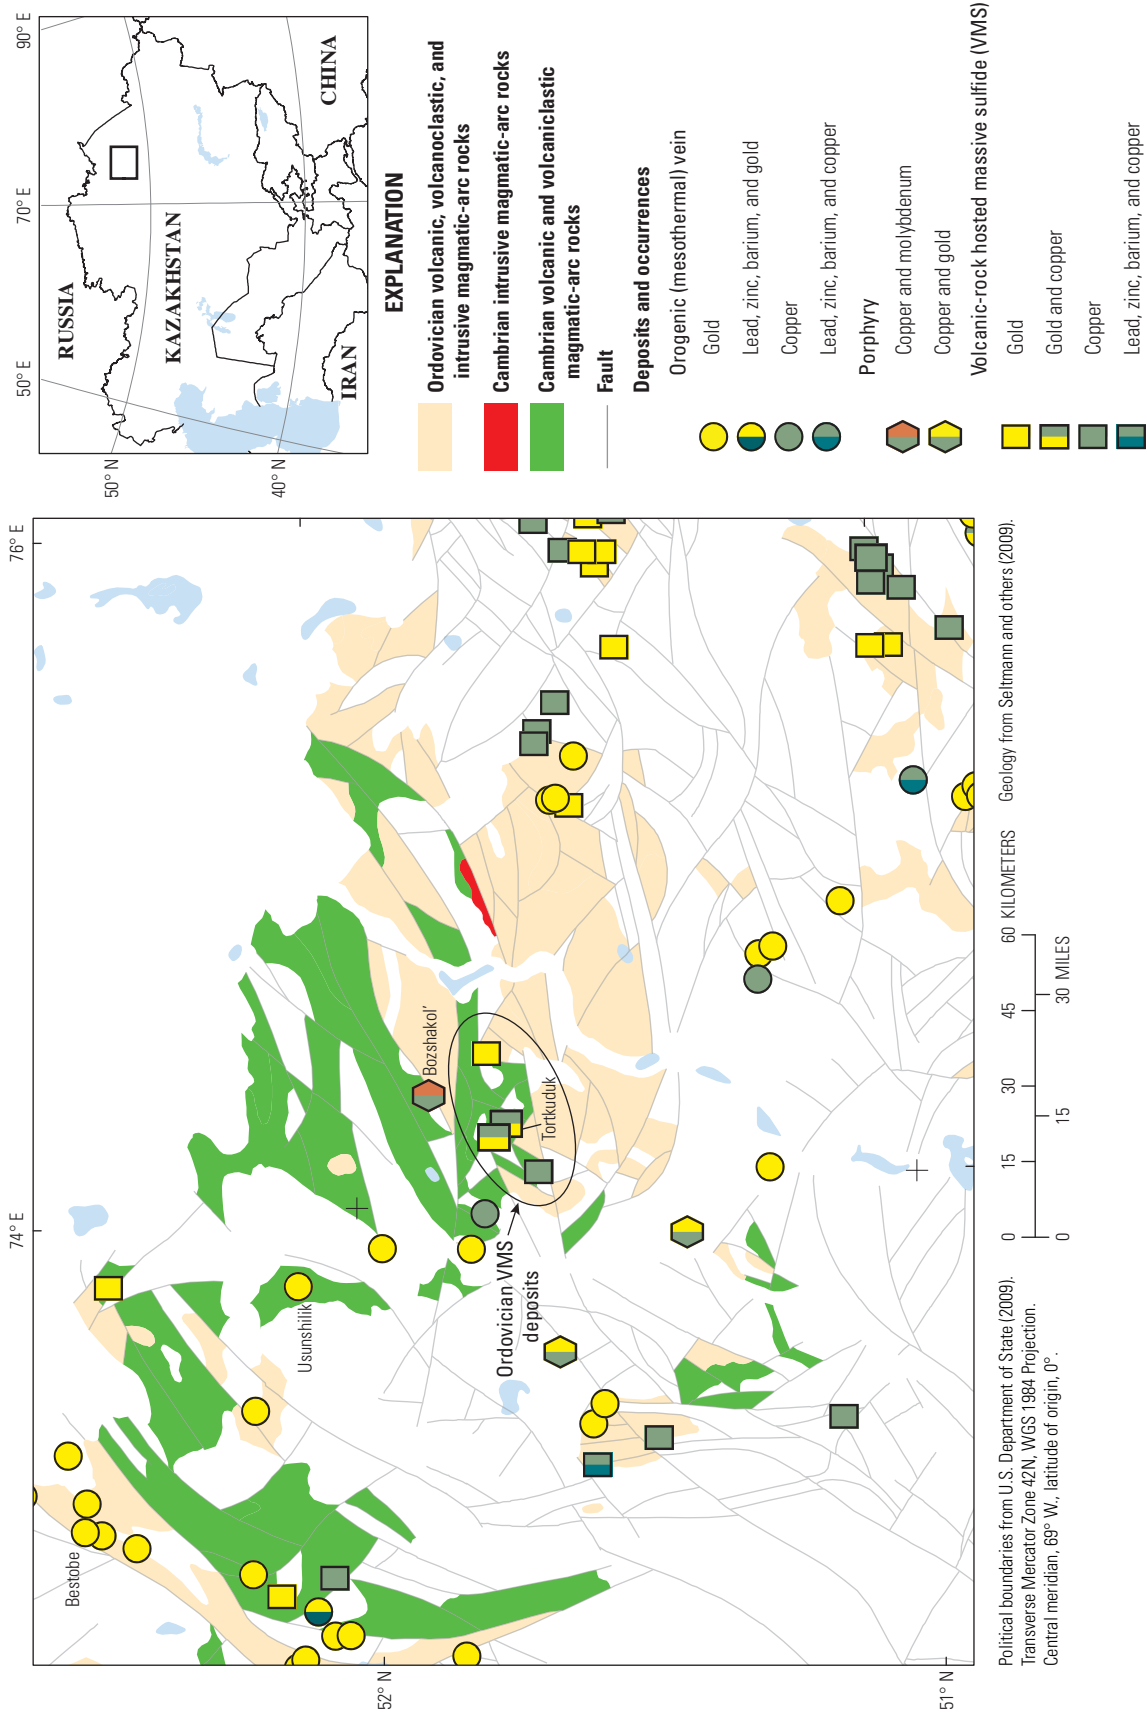 90° E
70° E
50° E
50° N
40° N
RUSSIA
KAZAKHSTAN
CHINA
IRAN
EXPLANATION
Ordovician volcanic, volcanoclastic, and
intrusive magmatic-arc rocks
Cambrian intrusive magmatic-arc rocks
Cambrian volcanic and volcaniclastic
magmatic-arc rocks
Fault
Deposits and occurrences
Orogenic (mesothermal) vein
Gold
Lead, zinc, barium, and gold
Copper
Lead, zinc, barium, and copper
Porphyry
Copper and molybdenum
Copper and gold
Volcanic-rock hosted massive sulfide (VMS)
Gold
Gold and copper
Copper
Lead, zinc, barium, and copper
74° E
76° E
52° N
51° N
Bestobe
Usunshilik
Bozshakol'
Tortkuduk
Ordovician VMS
deposits
0 15 30 45 60 KILOMETERS
0 15 30 MILES
Political boundaries from U.S. Department of State (2009).
Transverse Mercator Zone 42N, WGS 1984 Projection.
Central meridian, 69° W., latitude of origin, 0°.
Geology from Seltmann and others (2009).